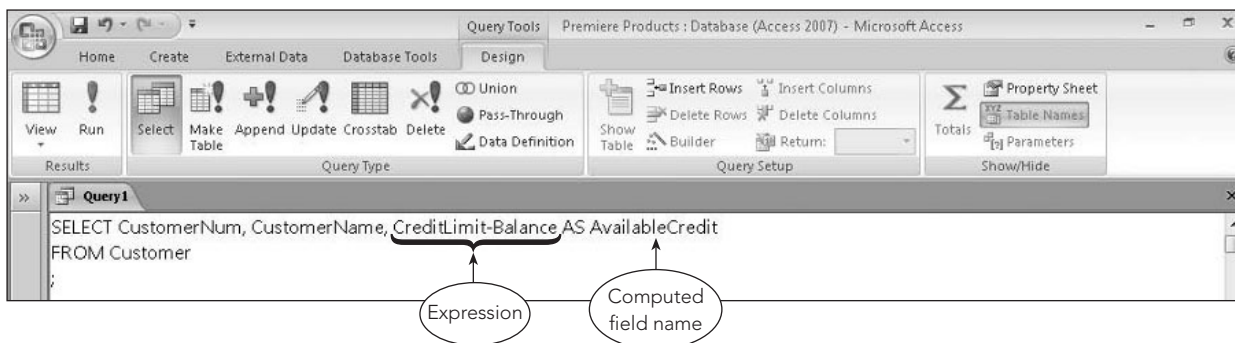 Query Tools Premiere Products : Database (Access 2007) - Microsoft Access
Home Create External Data Database Tools Design
View Run Select Make Table Append Update Crosstab Delete
Union
Pass-Through
Data Definition
Show Table
Insert Rows
Delete Rows
Builder
Insert Columns
Delete Columns
Return:
Σ Totals
Property Sheet
XYZ Table Names
[?] Parameters
Results Query Type Query Setup Show/Hide
» Query1
SELECT CustomerNum, CustomerName, CreditLimit-Balance AS AvailableCredit
FROM Customer
;
Expression
Computed
field name